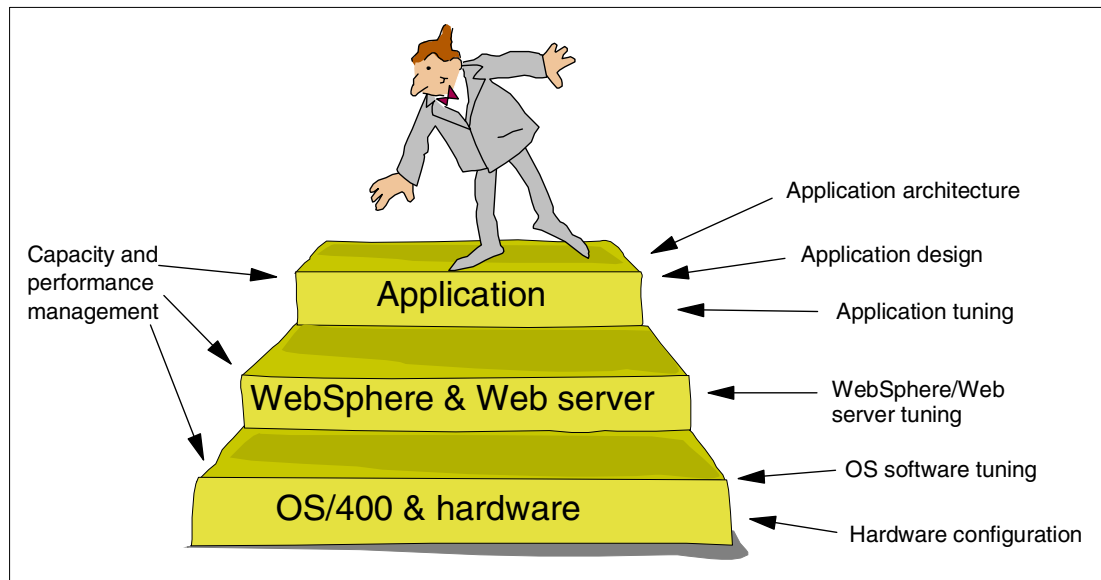 Application architecture
Capacity and
performance
management
Application design
Application
Application tuning
WebSphere & Web server
WebSphere/Web
server tuning
OS software tuning
OS/400 & hardware
Hardware configuration